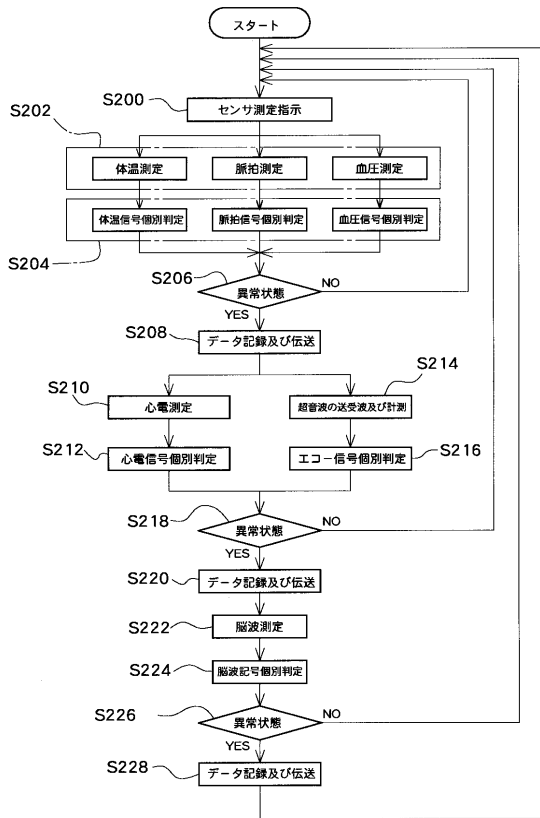 スタート
S200
センサ測定指示
S202
体温測定
脈拍測定
血圧測定
体温信号個別判定
脈拍信号個別判定
血圧信号個別判定
S204
S206
異常状態
NO
YES
S208
データ記録及び伝送
S210
心電測定
S214
超音波の送受波及び計測
S212
心電信号個別判定
エコー信号個別判定
S216
S218
異常状態
NO
YES
S220
データ記録及び伝送
S222
脳波測定
S224
脳波記号個別判定
S226
異常状態
NO
YES
S228
データ記録及び伝送